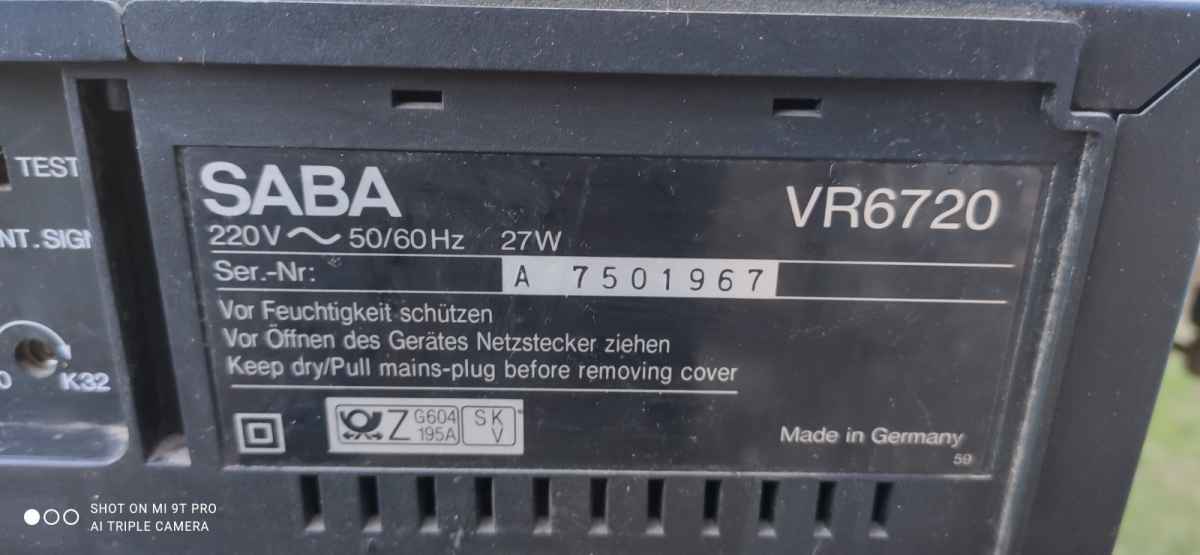 TEST
NT. SIGN
K32
SABA
VR6720
220V ~ 50/60Hz 27W
Ser.-Nr: A 7501967
Vor Feuchtigkeit schützen
Vor Öffnen des Gerätes Netzstecker ziehen
Keep dry/Pull mains-plug before removing cover
Z G604 195A SK V
Made in Germany
59
SHOT ON MI 9T PRO
AI TRIPLE CAMERA